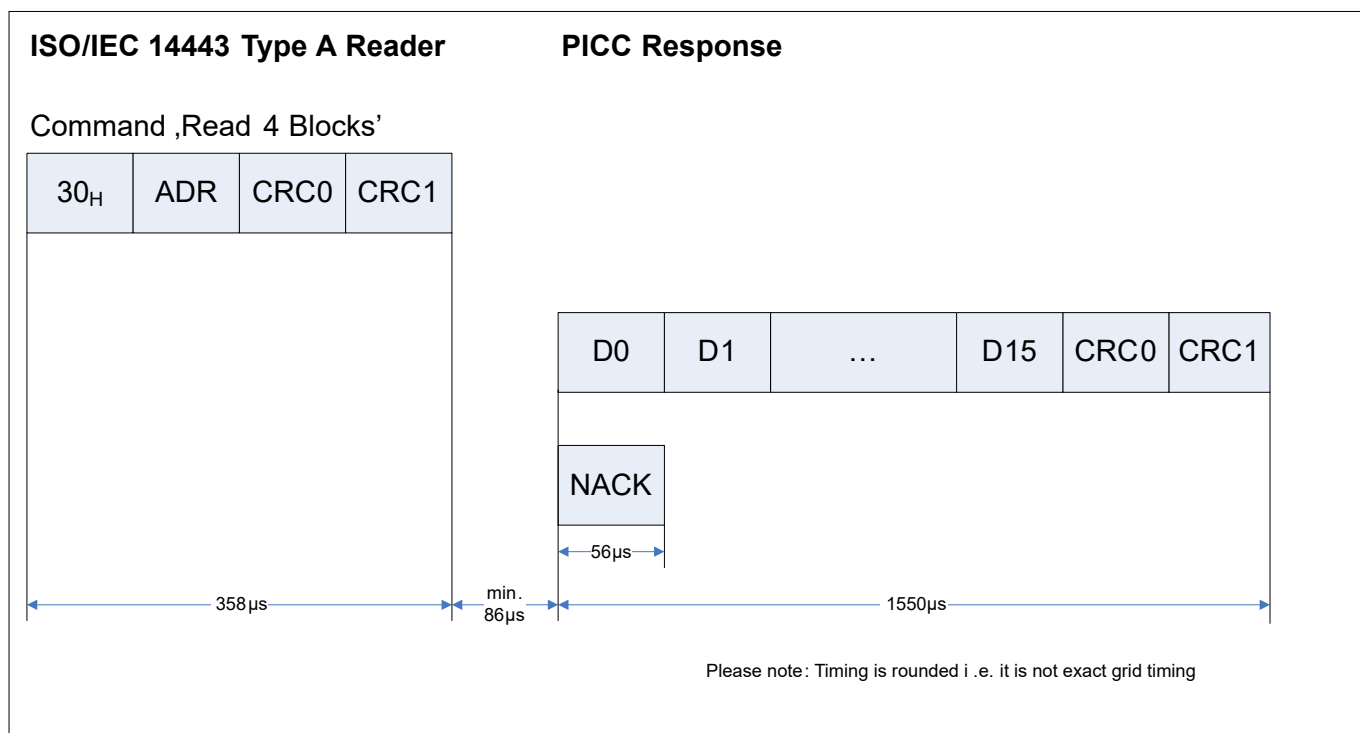 ISO/IEC 14443 Type A Reader
PICC Response
Command ‚Read 4 Blocks’
30H ADR CRC0 CRC1
D0 D1 … D15 CRC0 CRC1
NACK
56µs
358µs
min.
86µs
1550µs
Please note: Timing is rounded i .e. it is not exact grid timing